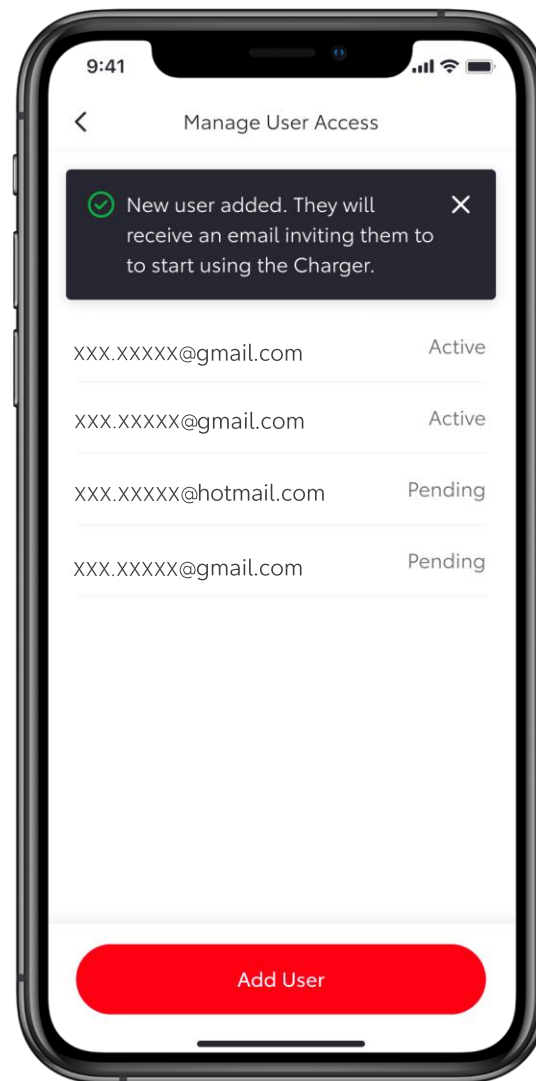 9:41
Manage User Access
New user added. They will
receive an email inviting them to
to start using the Charger.
xxx.xxxxx@gmail.com Active
xxx.xxxxx@gmail.com Active
xxx.xxxxx@hotmail.com Pending
xxx.xxxxx@gmail.com Pending
Add User